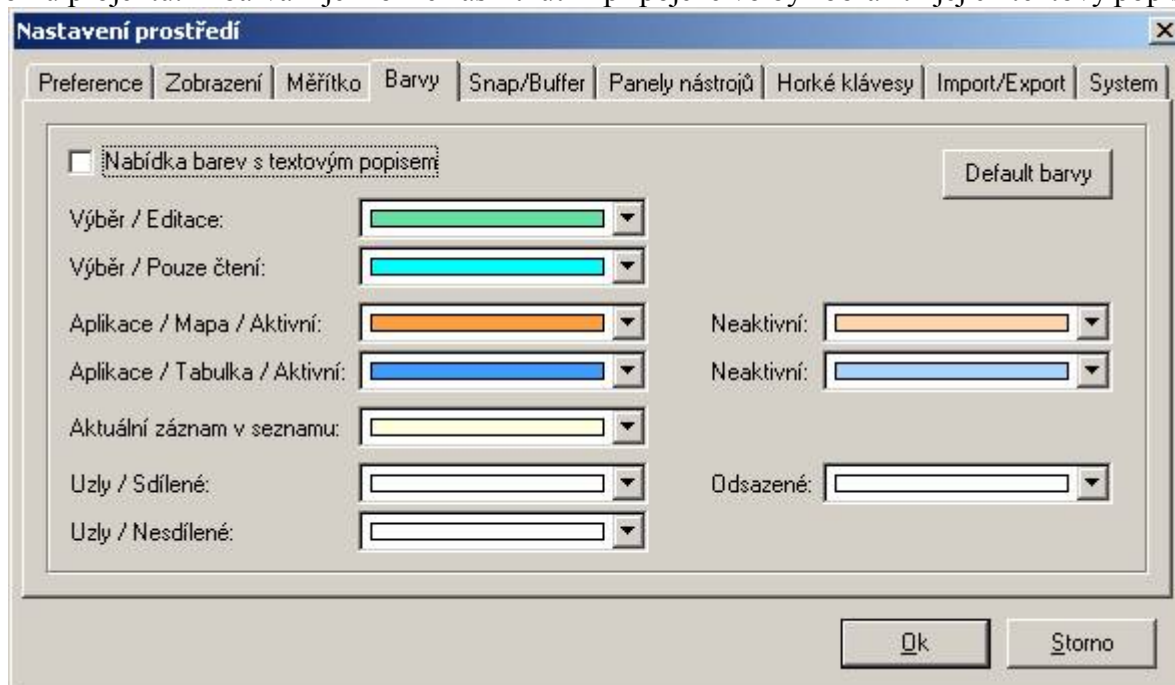 Nastavení prostředí
Preference Zobrazení Měřítko Barvy Snap/Buffer Panely nástrojů Horké klávesy Import/Export System
Nabídka barev s textovým popisem
Default barvy
Výběr / Editace:
Výběr / Pouze čtení:
Aplikace / Mapa / Aktivní: Neaktivní:
Aplikace / Tabulka / Aktivní: Neaktivní:
Aktuální záznam v seznamu:
Uzly / Sdílené: Odsazené:
Uzly / Nesdílené:
Ok Storno